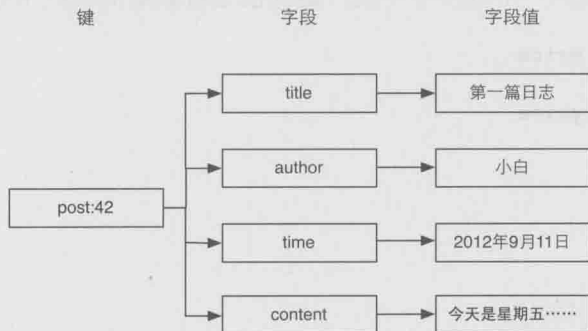 键 字段 字段值
title 第一篇日志
author 小白
post:42
time 2012年9月11日
content 今天是星期五……